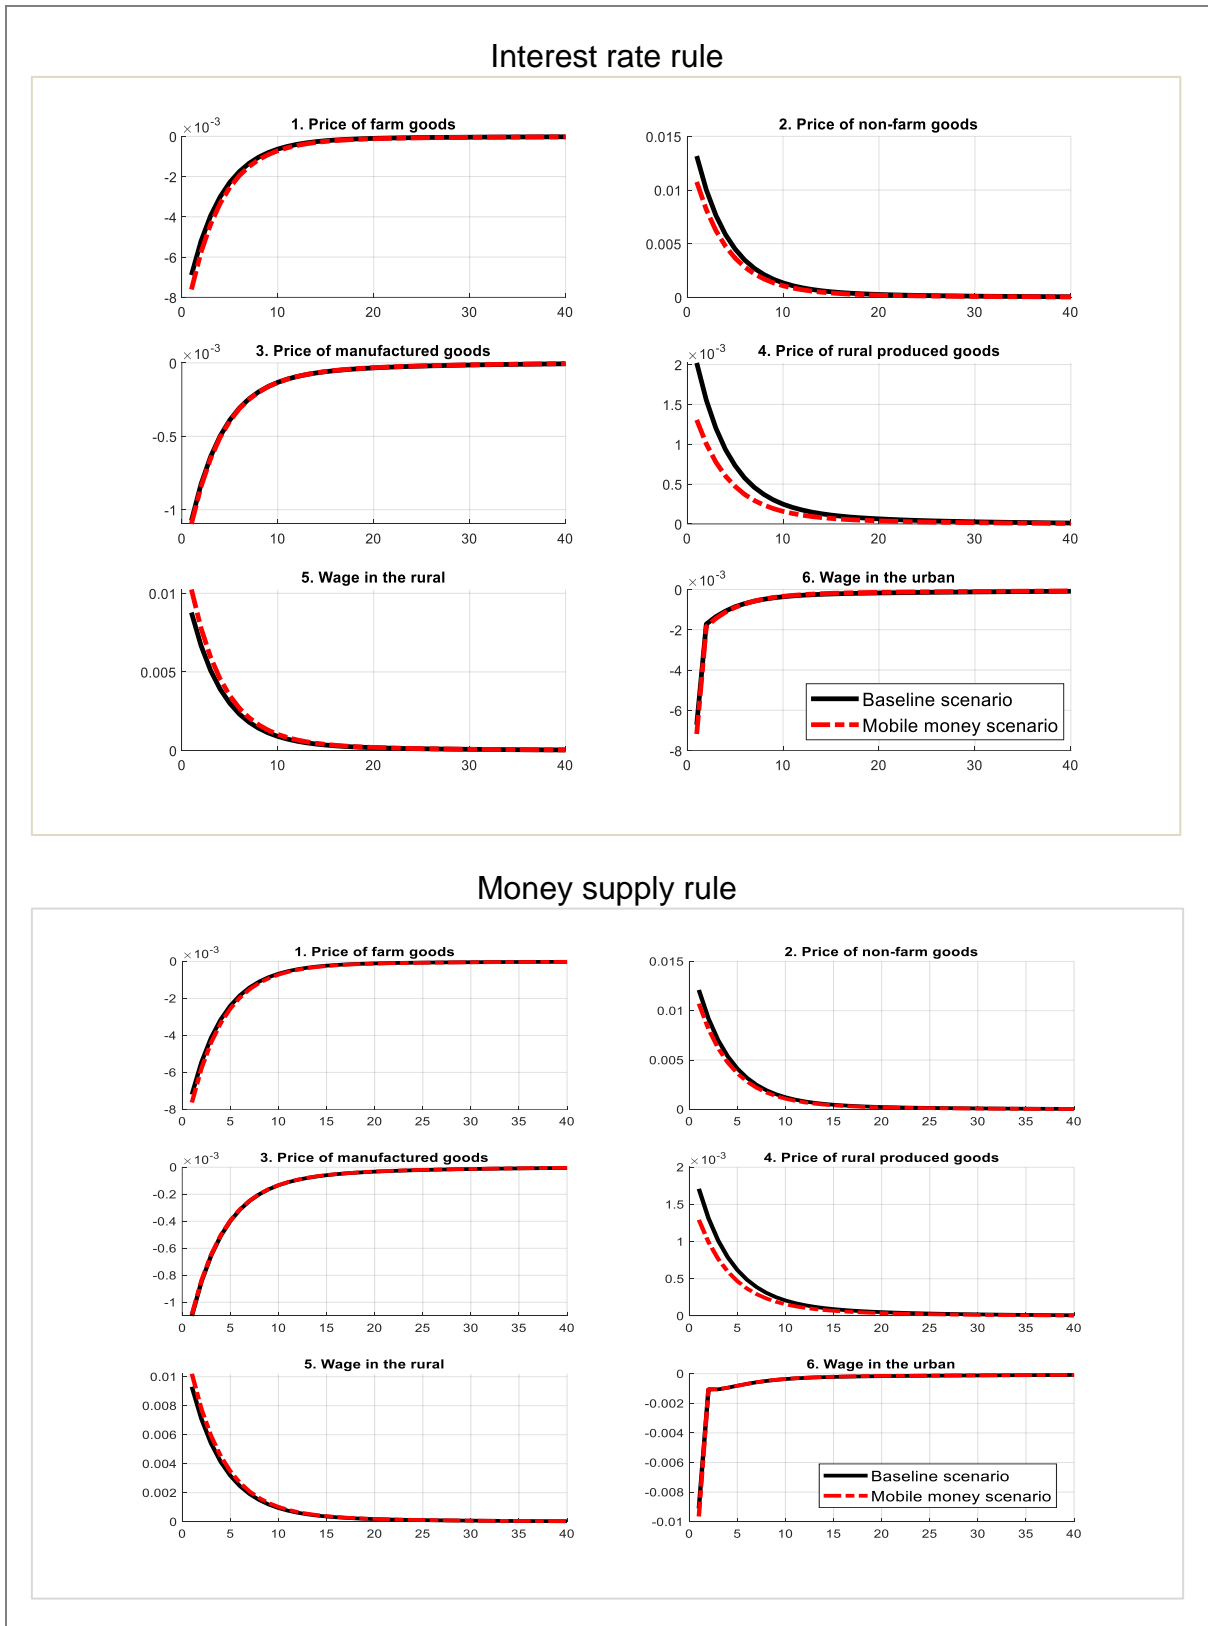 Interest rate rule
1. Price of farm goods
×10-3
0
-2
-4
-6
-8
0 10 20 30 40
2. Price of non-farm goods
0.015
0.01
0.005
0
0 10 20 30 40
3. Price of manufactured goods
×10-3
0
-0.5
-1
0 10 20 30 40
4. Price of rural produced goods
×10-3
2
1.5
1
0.5
0
0 10 20 30 40
5. Wage in the rural
0.01
0.005
0
0 10 20 30 40
6. Wage in the urban
×10-3
0
-2
-4
-6
-8
0 10 20 30 40
Baseline scenario
Mobile money scenario
Money supply rule
1. Price of farm goods
×10-3
0
-2
-4
-6
-8
0 5 10 15 20 25 30 35 40
2. Price of non-farm goods
0.015
0.01
0.005
0
0 5 10 15 20 25 30 35 40
3. Price of manufactured goods
×10-3
0
-0.2
-0.4
-0.6
-0.8
-1
0 5 10 15 20 25 30 35 40
4. Price of rural produced goods
×10-3
2
1.5
1
0.5
0
0 5 10 15 20 25 30 35 40
5. Wage in the rural
0.01
0.008
0.006
0.004
0.002
0
0 5 10 15 20 25 30 35 40
6. Wage in the urban
0
-0.002
-0.004
-0.006
-0.008
-0.01
0 5 10 15 20 25 30 35 40
Baseline scenario
Mobile money scenario